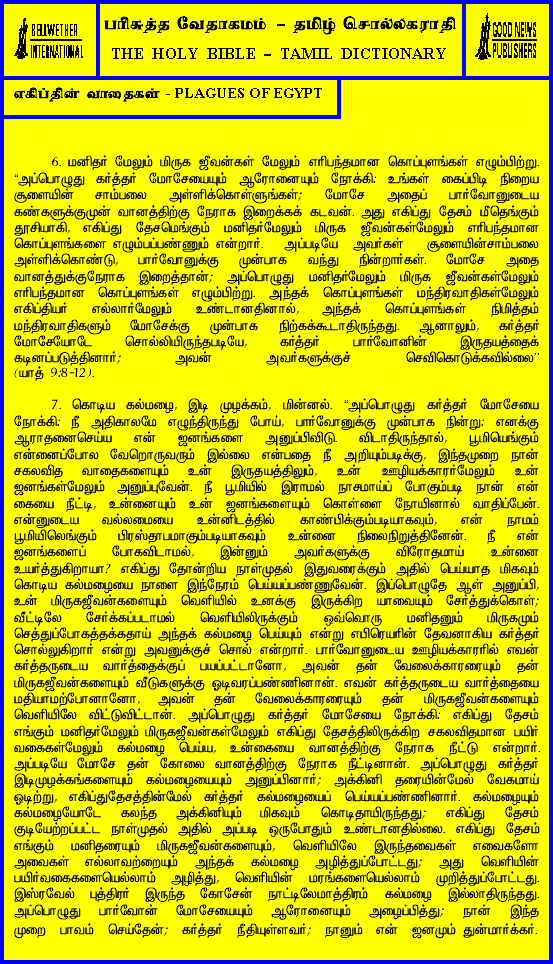 BELLWETHER
INTERNATIONAL
பரிசுத்த வேதாகமம் – தமிழ் சொல்லகராதி
THE HOLY BIBLE – TAMIL DICTIONARY
GOOD NEWS
PUBLISHERS
எகிப்தின் வாதைகள் - PLAGUES OF EGYPT
6. மனிதர் மேலும் மிருக ஜீவன்கள் மேலும் எரிபந்தமான கொப்புளங்கள் எழும்பிற்று.
“அப்பொழுது கர்த்தர் மோசேயையும் ஆரோனையும் நோக்கி: உங்கள் கைப்பிடி நிறைய
சூளையின் சாம்பலை அள்ளிக்கொள்ளுங்கள்; மோசே அதைப் பார்வோனுடைய
கண்களுக்குமுன் வானத்திற்கு நேராக இறைக்கக் கடவன். அது எகிப்து தேசம் மீதெங்கும்
தூசியாகி, எகிப்து தேசமெங்கும் மனிதர்மேலும் மிருக ஜீவன்கள்மேலும் எரிபந்தமான
கொப்புளங்களை எழும்பப்பண்ணும் என்றார். அப்படியே அவர்கள் சூளையின்சாம்பலை
அள்ளிக்கொண்டு, பார்வோனுக்கு முன்பாக வந்து நின்றார்கள். மோசே அதை
வானத்துக்குநேராக இறைத்தான்; அப்பொழுது மனிதர்மேலும் மிருக ஜீவன்கள்மேலும்
எரிபந்தமான கொப்புளங்கள் எழும்பிற்று. அந்தக் கொப்புளங்கள் மந்திரவாதிகள்மேலும்
எகிப்தியர் எல்லார்மேலும் உண்டானதினால், அந்தக் கொப்புளங்கள் நிமித்தம்
மந்திரவாதிகளும் மோசேக்கு முன்பாக நிற்கக்கூடாதிருந்தது. ஆனாலும், கர்த்தர்
மோசேயோடே சொல்லியிருந்தபடியே, கர்த்தர் பார்வோனின் இருதயத்தைக்
கடினப்படுத்தினார்; அவன் அவர்களுக்குச் செவிகொடுக்கவில்லை”
(யாத் 9:8-12).
7. கொடிய கல்மழை, இடி முழக்கம், மின்னல். “அப்பொழுது கர்த்தர் மோசேயை
நோக்கி: நீ அதிகாலமே எழுந்திருந்து போய், பார்வோனுக்கு முன்பாக நின்று: எனக்கு
ஆராதனைசெய்ய என் ஜனங்களை அனுப்பிவிடு. விடாதிருந்தால், பூமியெங்கும்
என்னைப்போல வேறொருவரும் இல்லை என்பதை நீ அறியும்படிக்கு, இந்தமுறை நான்
சகலவித வாதைகளையும் உன் இருதயத்திலும், உன் ஊழியக்காரர்மேலும் உன்
ஜனங்கள்மேலும் அனுப்புவேன். நீ பூமியில் இராமல் நாசமாய்ப் போகும்படி நான் என்
கையை நீட்டி, உன்னையும் உன் ஜனங்களையும் கொள்ளை நோயினால் வாதிப்பேன்.
என்னுடைய வல்லமையை உன்னிடத்தில் காண்பிக்கும்படியாகவும், என் நாமம்
பூமியிலெங்கும் பிரஸ்தாபமாகும்படியாகவும் உன்னை நிலைநிறுத்தினேன். நீ என்
ஜனங்களைப் போகவிடாமல், இன்னும் அவர்களுக்கு விரோதமாய் உன்னை
உயர்த்துகிறாயா? எகிப்து தோன்றிய நாள்முதல் இதுவரைக்கும் அதில் பெய்யாத மிகவும்
கொடிய கல்மழையை நாளை இந்நேரம் பெய்யப்பண்ணுவேன். இப்பொழுதே ஆள் அனுப்பி,
உன் மிருகஜீவன்களையும் வெளியில் உனக்கு இருக்கிற யாவையும் சேர்த்துக்கொள்;
வீட்டிலே சேர்க்கப்படாமல் வெளியிலிருக்கும் ஒவ்வொரு மனிதனும் மிருகமும்
செத்துப்போகத்தக்கதாய் அந்தக் கல்மழை பெய்யும் என்று எபிரெயரின் தேவனாகிய கர்த்தர்
சொல்லுகிறார் என்று அவனுக்குச் சொல் என்றார். பார்வோனுடைய ஊழியக்காரரில் எவன்
கர்த்தருடைய வார்த்தைக்குப் பயப்பட்டானோ, அவன் தன் வேலைக்காரரையும் தன்
மிருகஜீவன்களையும் வீடுகளுக்கு ஓடிவரப்பண்ணினான். எவன் கர்த்தருடைய வார்த்தையை
மதியாமற்போனானோ, அவன் தன் வேலைக்காரரையும் தன் மிருகஜீவன்களையும்
வெளியிலே விட்டுவிட்டான். அப்பொழுது கர்த்தர் மோசேயை நோக்கி: எகிப்து தேசம்
எங்கும் மனிதர்மேலும் மிருகஜீவன்கள்மேலும் எகிப்து தேசத்திலிருக்கிற சகலவிதமான பயிர்
வகைகள்மேலும் கல்மழை பெய்ய, உன்கையை வானத்திற்கு நேராக நீட்டு என்றார்.
அப்படியே மோசே தன் கோலை வானத்திற்கு நேராக நீட்டினான். அப்பொழுது கர்த்தர்
இடிமுழக்கங்களையும் கல்மழையையும் அனுப்பினார்; அக்கினி தரையின்மேல் வேகமாய்
ஓடிற்று, எகிப்துதேசத்தின்மேல் கர்த்தர் கல்மழையைப் பெய்யப்பண்ணினார். கல்மழையும்
கல்மழையோடே கலந்த அக்கினியும் மிகவும் கொடிதாயிருந்தது; எகிப்து தேசம்
குடியேற்றப்பட்ட நாள்முதல் அதில் அப்படி ஒருபோதும் உண்டானதில்லை. எகிப்து தேசம்
எங்கும் மனிதரையும் மிருகஜீவன்களையும், வெளியிலே இருந்தவைகள் எவைகளோ
அவைகள் எல்லாவற்றையும் அந்தக் கல்மழை அழித்துப்போட்டது; அது வெளியின்
பயிர்வகைகளையெல்லாம் அழித்து, வெளியின் மரங்களையெல்லாம் முறித்துப்போட்டது.
இஸ்ரவேல் புத்திரர் இருந்த கோசேன் நாட்டிலேமாத்திரம் கல்மழை இல்லாதிருந்தது.
அப்பொழுது பார்வோன் மோசேயையும் ஆரோனையும் அழைப்பித்து; நான் இந்த
முறை பாவம் செய்தேன்; கர்த்தர் நீதியுள்ளவர்; நானும் என் ஜனமும் துன்மார்க்கர்.